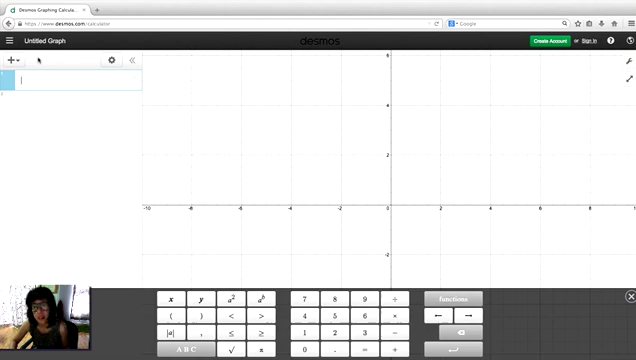 Desmos Graphing Calcula...
https://www.desmos.com/calculator
Google
Untitled Graph
desmos
Create Account or Sign In
1
2
6
4
2
-10 -8 -6 -4 -2 0 2 4 6 8 10
-2
x y a² aᵇ 7 8 9 ÷ functions
( ) < > 4 5 6 × ← →
|a| , ≤ ≥ 1 2 3 −
A B C √ π 0 . = +